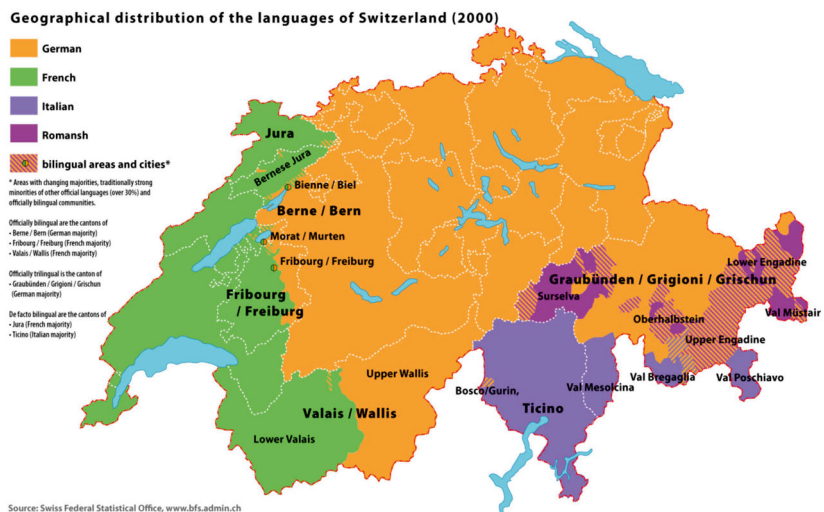 Geographical distribution of the languages of Switzerland (2000)
German
French
Italian
Romansh
bilingual areas and cities*
* Areas with changing majorities, traditionally strong
minorities of other official languages (over 30%) and
officially bilingual communities.
Officially bilingual are the cantons of
• Berne / Bern (German majority)
• Fribourg / Freiburg (French majority)
• Valais / Wallis (French majority)
Officially trilingual is the canton of
• Graubünden / Grigioni / Grischun
(German majority)
De facto bilingual are the cantons of
• Jura (French majority)
• Ticino (Italian majority)
Jura
Bernese Jura
Bienne / Biel
Berne / Bern
Morat / Murten
Fribourg / Freiburg
Fribourg
/ Freiburg
Lower Engadine
Graubünden / Grigioni / Grischun
Surselva
Val Müstair
Oberhalbstein
Upper Engadine
Upper Wallis
Bosco/Gurin,
Val Mesolcina
Val Bregaglia
Val Poschiavo
Valais / Wallis
Ticino
Lower Valais
Source: Swiss Federal Statistical Office, www.bfs.admin.ch